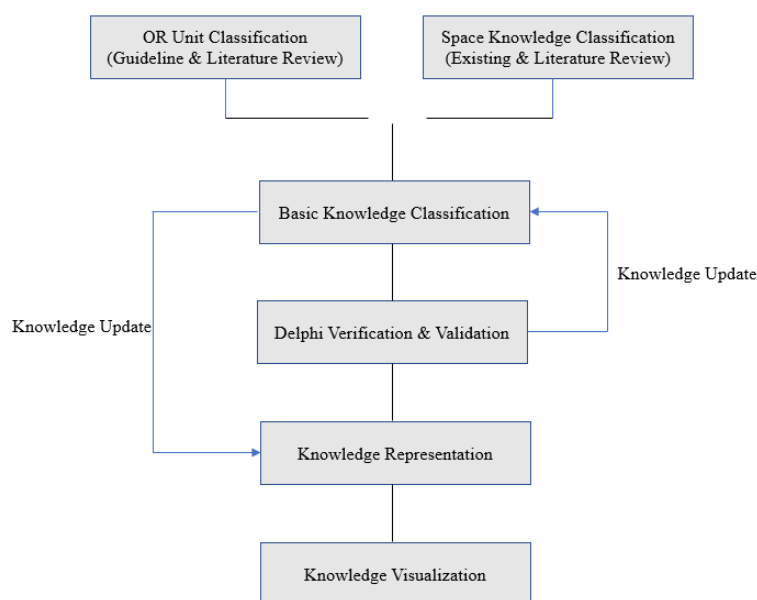 OR Unit Classification
(Guideline & Literature Review)
Space Knowledge Classification
(Existing & Literature Review)
Basic Knowledge Classification
Knowledge Update
Knowledge Update
Delphi Verification & Validation
Knowledge Representation
Knowledge Visualization